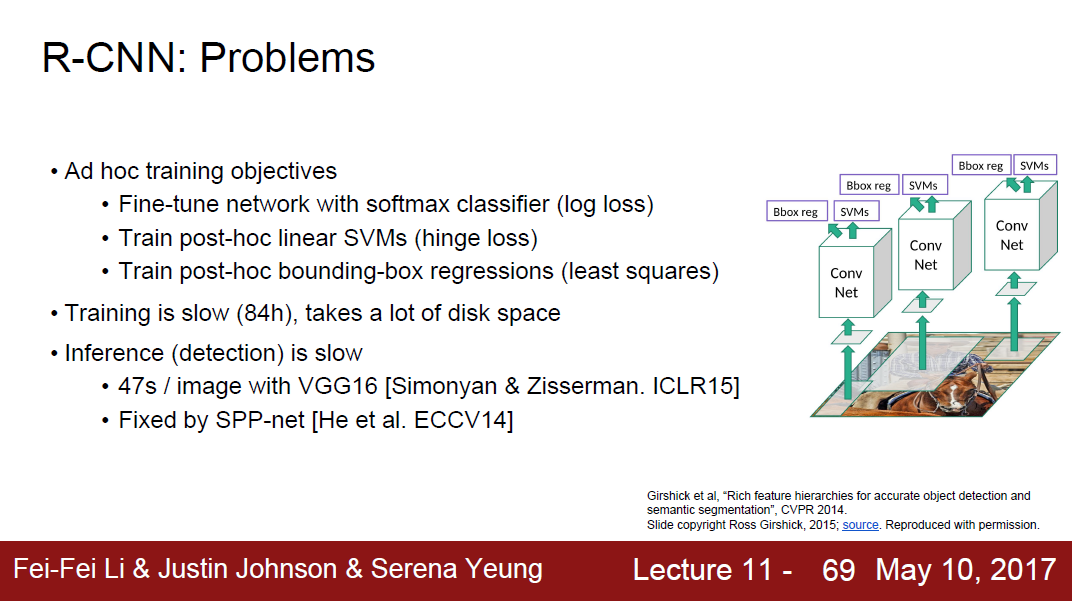 R-CNN: Problems
• Ad hoc training objectives
• Fine-tune network with softmax classifier (log loss)
• Train post-hoc linear SVMs (hinge loss)
• Train post-hoc bounding-box regressions (least squares)
• Training is slow (84h), takes a lot of disk space
• Inference (detection) is slow
• 47s / image with VGG16 [Simonyan & Zisserman. ICLR15]
• Fixed by SPP-net [He et al. ECCV14]
Bbox reg SVMs
Conv
Net
Bbox reg SVMs
Conv
Net
Bbox reg SVMs
Conv
Net
Girshick et al, “Rich feature hierarchies for accurate object detection and
semantic segmentation”, CVPR 2014.
Slide copyright Ross Girshick, 2015; source. Reproduced with permission.
Fei-Fei Li & Justin Johnson & Serena Yeung Lecture 11 - 69 May 10, 2017